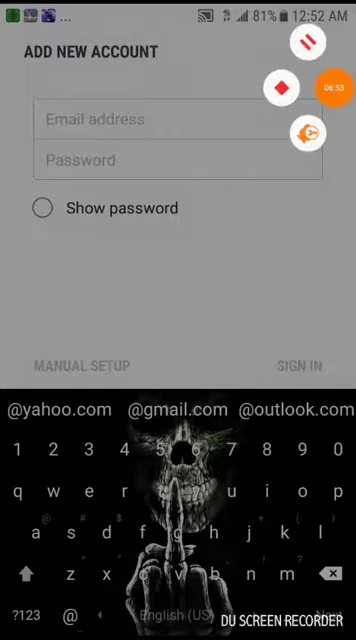 ... 81% 12:52 AM
ADD NEW ACCOUNT
06:53
Email address
Password
Show password
MANUAL SETUP SIGN IN
@yahoo.com @gmail.com @outlook.com
1 2 3 4 5 6 7 8 9 0
q w e r u i o p
a s d f g h j k l
z x c v b n m
?123 @ English (US) Next
DU SCREEN RECORDER